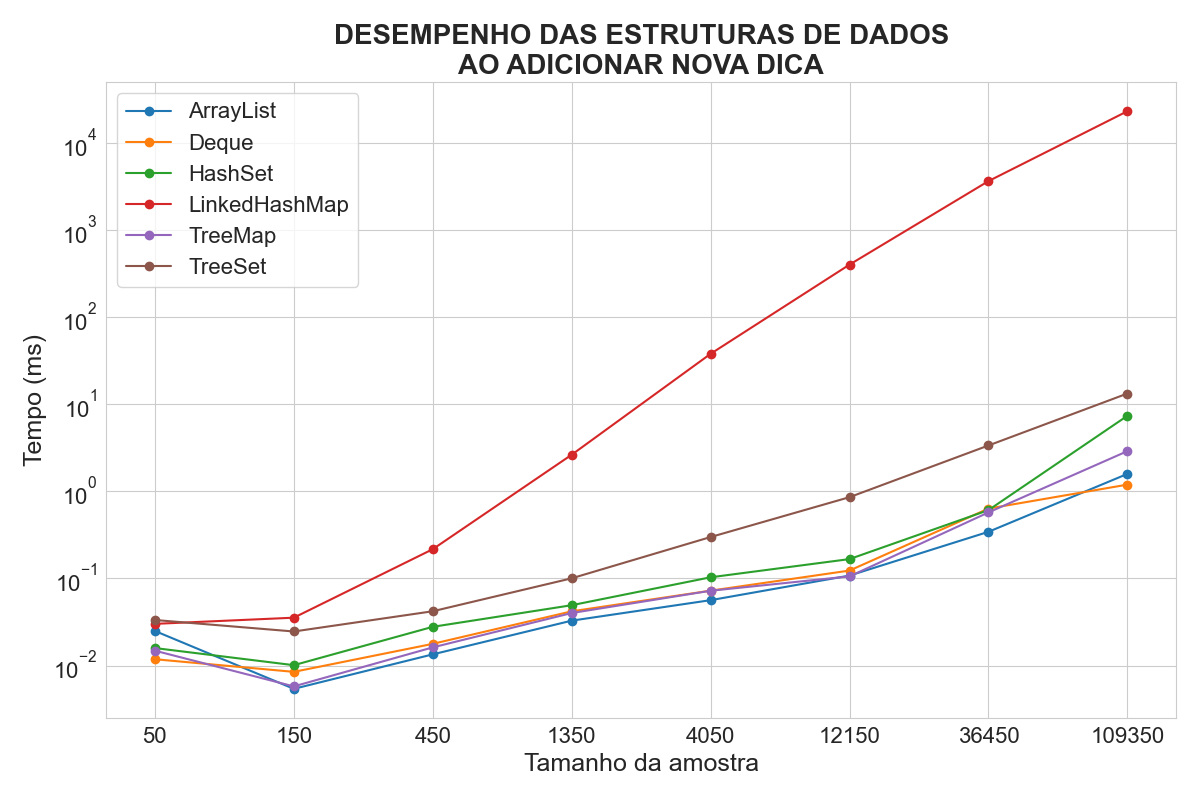 DESEMPENHO DAS ESTRUTURAS DE DADOS
AO ADICIONAR NOVA DICA
ArrayList
Deque
HashSet
LinkedHashMap
TreeMap
TreeSet
Tempo (ms)
10^4
10^3
10^2
10^1
10^0
10^−1
10^−2
50 150 450 1350 4050 12150 36450 109350
Tamanho da amostra